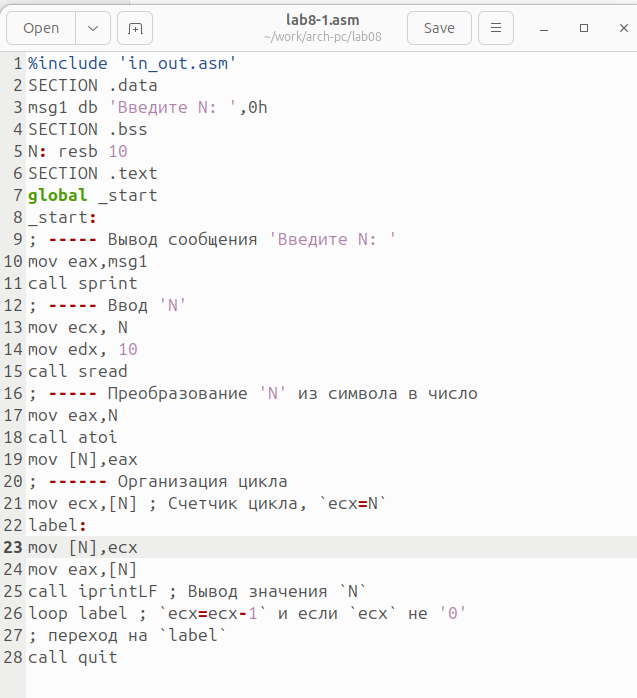 Open
lab8-1.asm
~/work/arch-pc/lab08
Save
1 %include 'in_out.asm'
2 SECTION .data
3 msg1 db 'Введите N: ',0h
4 SECTION .bss
5 N: resb 10
6 SECTION .text
7 global _start
8 _start:
9 ; ----- Вывод сообщения 'Введите N: '
10 mov eax,msg1
11 call sprint
12 ; ----- Ввод 'N'
13 mov ecx, N
14 mov edx, 10
15 call sread
16 ; ----- Преобразование 'N' из символа в число
17 mov eax,N
18 call atoi
19 mov [N],eax
20 ; ------ Организация цикла
21 mov ecx,[N] ; Счетчик цикла, `ecx=N`
22 label:
23 mov [N],ecx
24 mov eax,[N]
25 call iprintLF ; Вывод значения `N`
26 loop label ; `ecx=ecx-1` и если `ecx` не '0'
27 ; переход на `label`
28 call quit